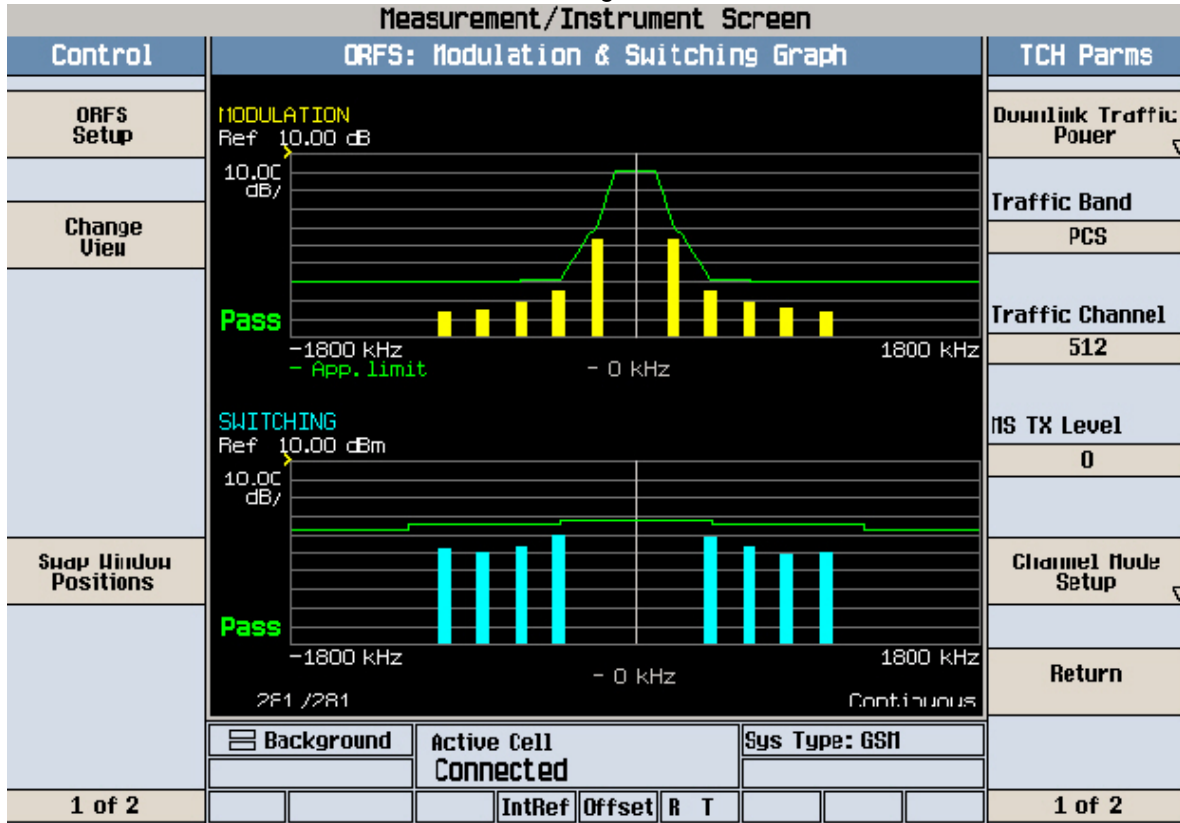 Measurement/Instrument Screen
Control
ORFS: Modulation & Switching Graph
TCH Parms
ORFS
Setup
Change
View
Swap Window
Positions
1 of 2
MODULATION
Ref 10.00 dB
10.00
dB/
Pass
-1800 kHz
1800 kHz
- App. limit
- 0 kHz
SWITCHING
Ref 10.00 dBm
10.00
dB/
Pass
-1800 kHz
1800 kHz
- 0 kHz
281 /281
Continuous
Background
Active Cell
Connected
Sys Type: GSM
IntRef
Offset
R T
Downlink Traffic
Power
Traffic Band
PCS
Traffic Channel
512
MS TX Level
0
Channel Mode
Setup
Return
1 of 2